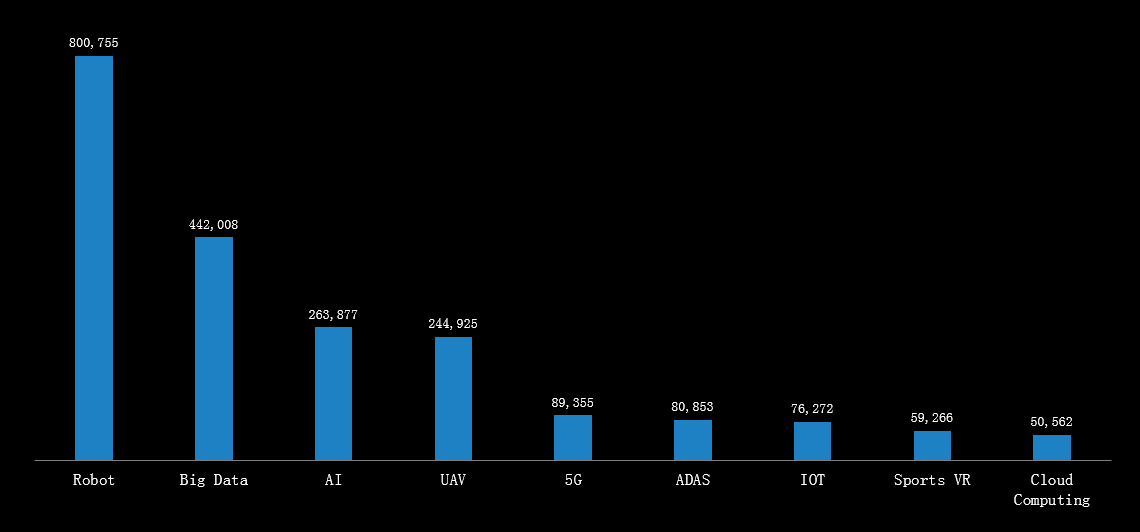 800,755
442,008
263,877
244,925
89,355
80,853
76,272
59,266
50,562
Robot
Big Data
AI
UAV
5G
ADAS
IOT
Sports VR
Cloud
Computing